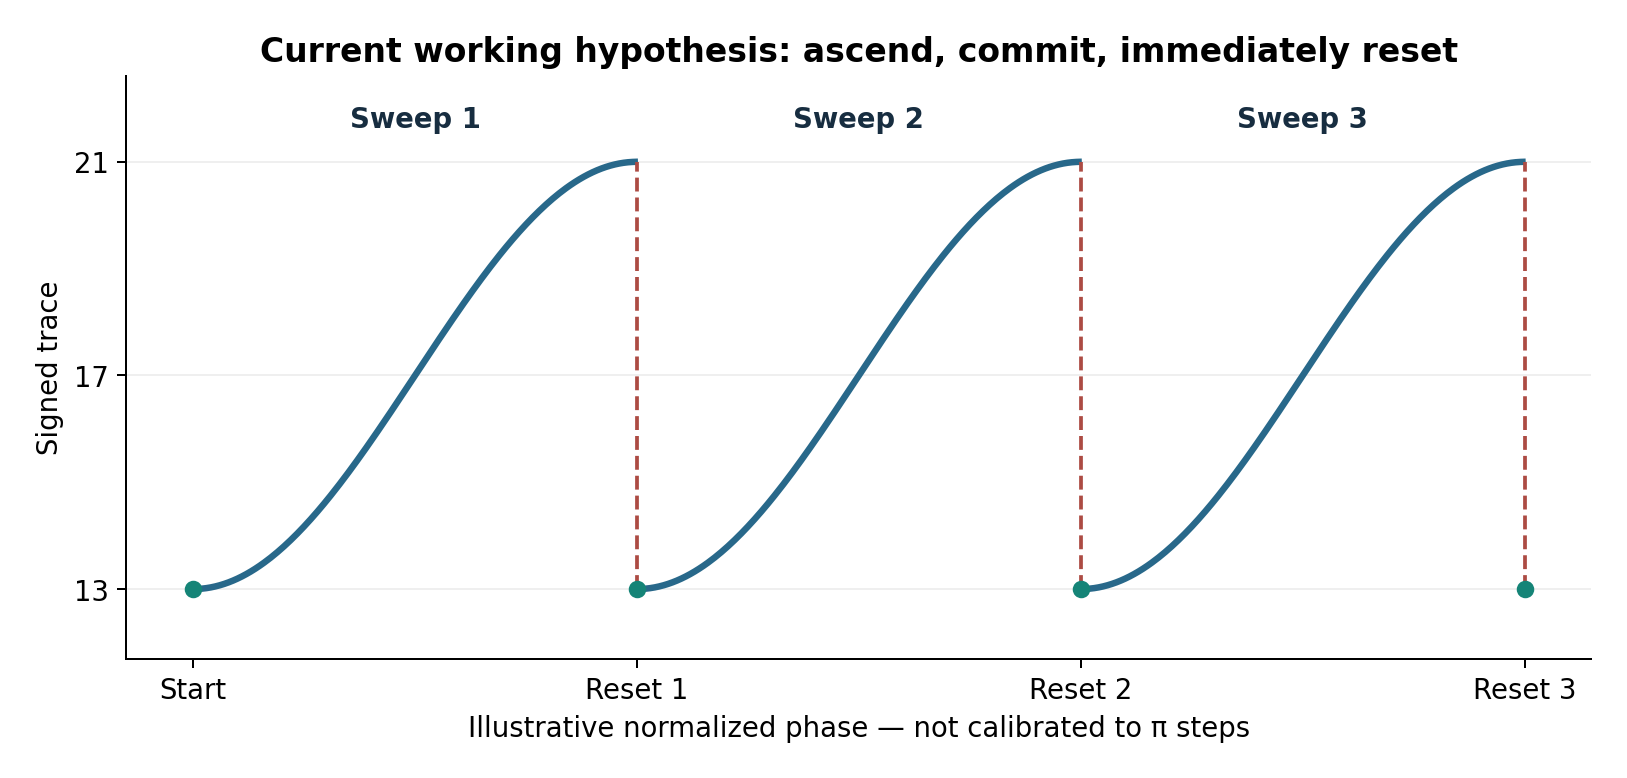 Current working hypothesis: ascend, commit, immediately reset
Sweep 1
Sweep 2
Sweep 3
21
17
13
Signed trace
Start
Reset 1
Reset 2
Reset 3
Illustrative normalized phase — not calibrated to π steps